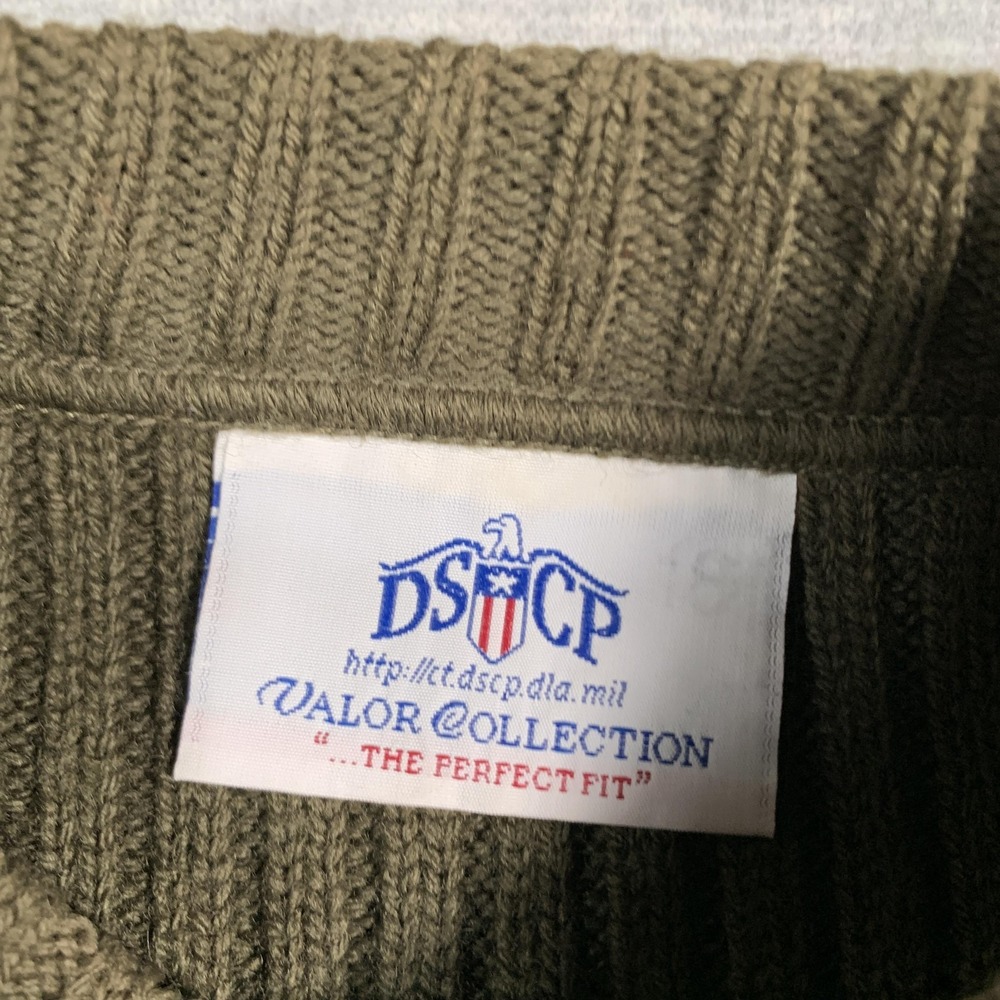 DSCP
http://ct.dscp.dla.mil
VALOR COLLECTION
“...THE PERFECT FIT”